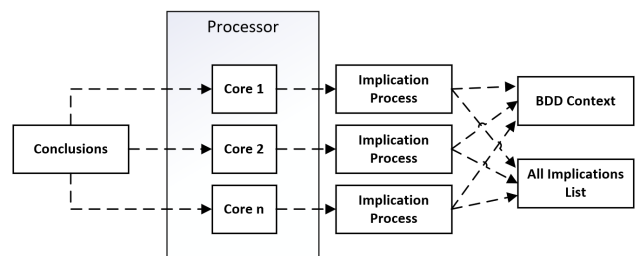 Processor
Conclusions
Core 1
Core 2
Core n
Implication
Process
Implication
Process
Implication
Process
BDD Context
All Implications
List